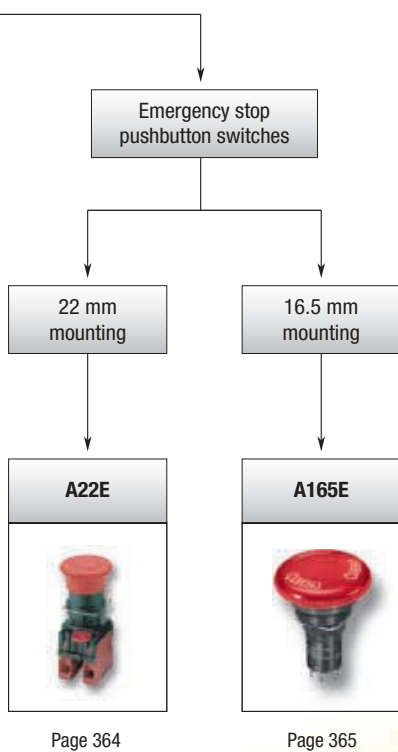 Emergency stop
pushbutton switches
22 mm
mounting
16.5 mm
mounting
A22E
A165E
Page 364
Page 365